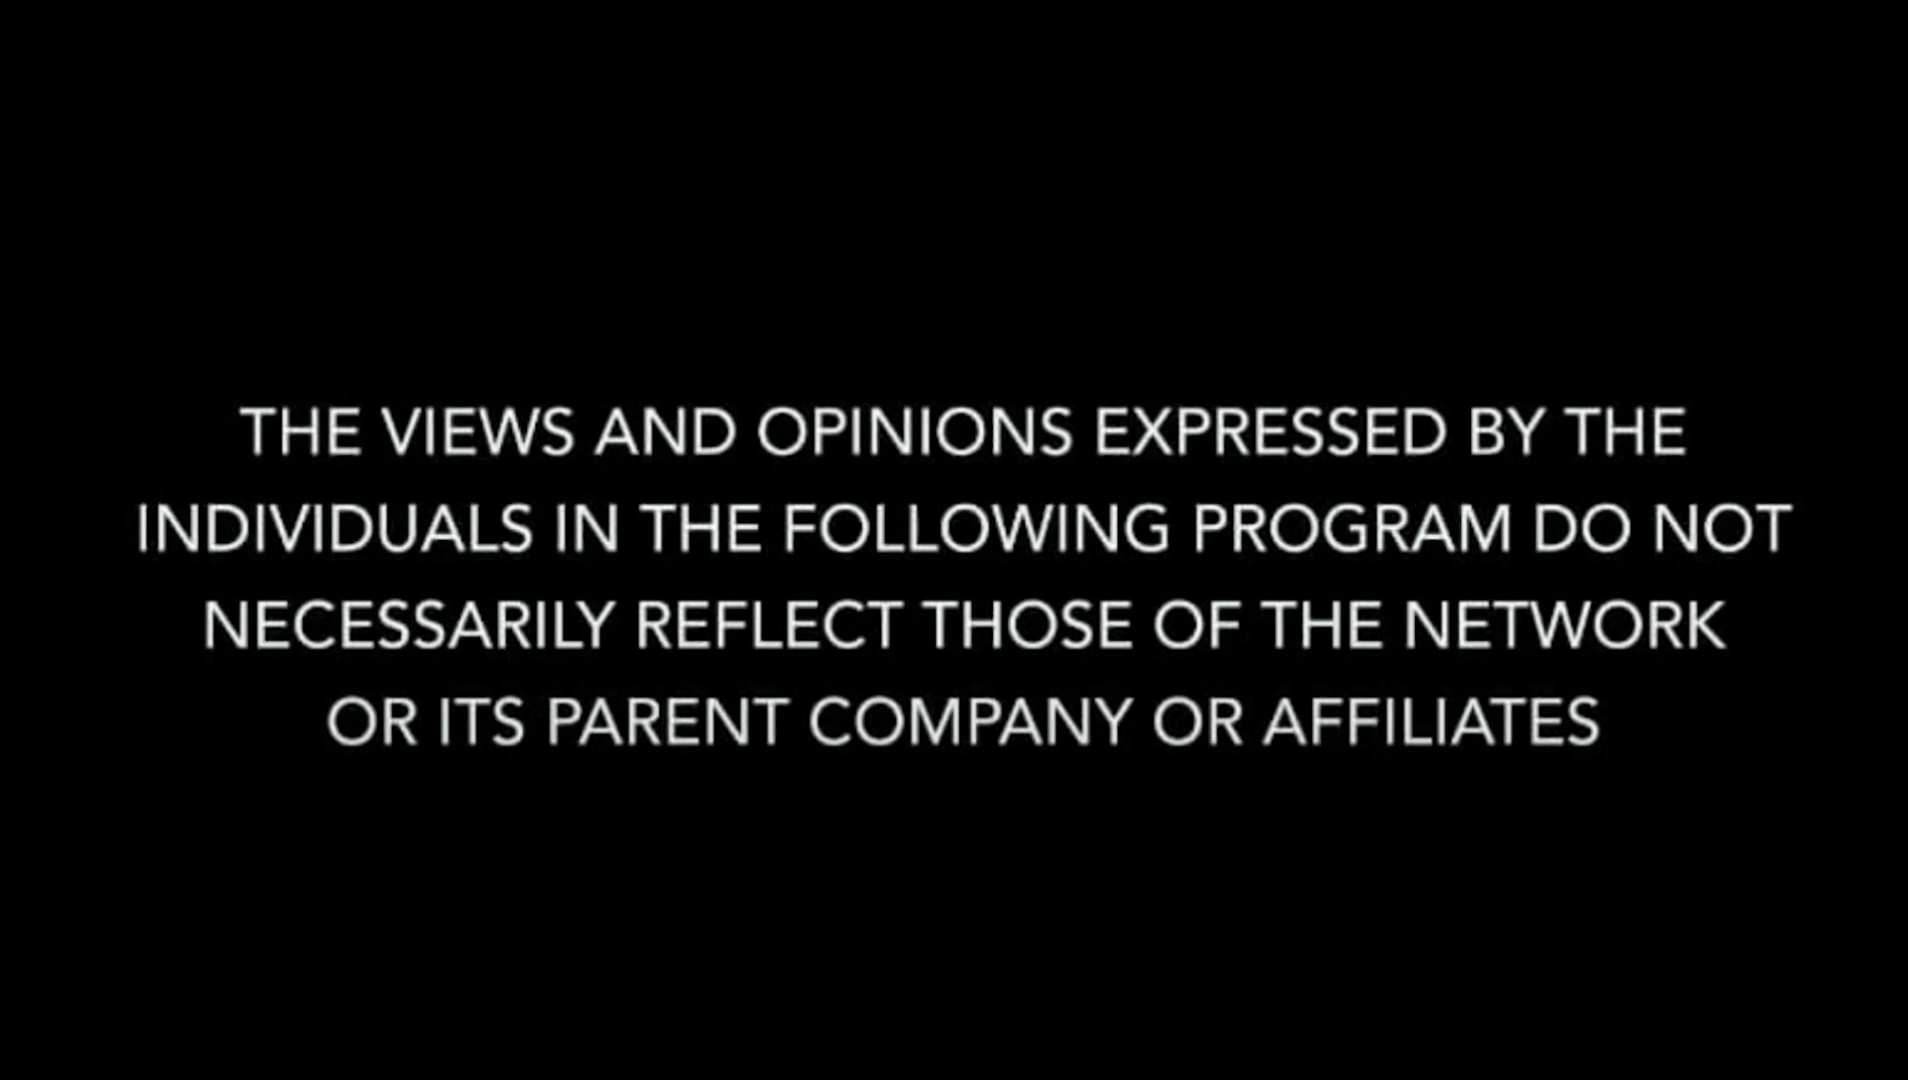 THE VIEWS AND OPINIONS EXPRESSED BY THE
INDIVIDUALS IN THE FOLLOWING PROGRAM DO NOT
NECESSARILY REFLECT THOSE OF THE NETWORK
OR ITS PARENT COMPANY OR AFFILIATES